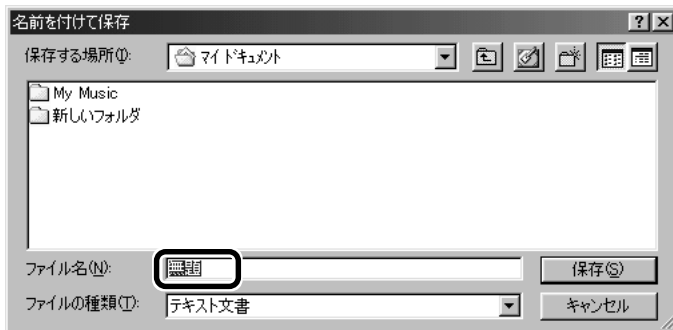 名前を付けて保存
保存する場所(I): マイ ドキュメント
My Music
新しいフォルダ
ファイル名(N): 無題 保存(S)
ファイルの種類(T): テキスト文書 キャンセル